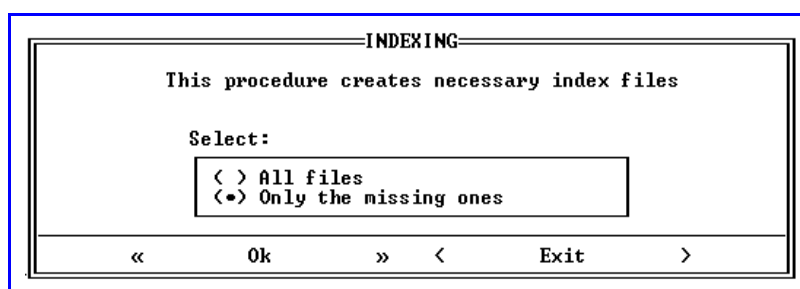 INDEXING
This procedure creates necessary index files
Select:
( ) All files
(•) Only the missing ones
« Ok » < Exit >